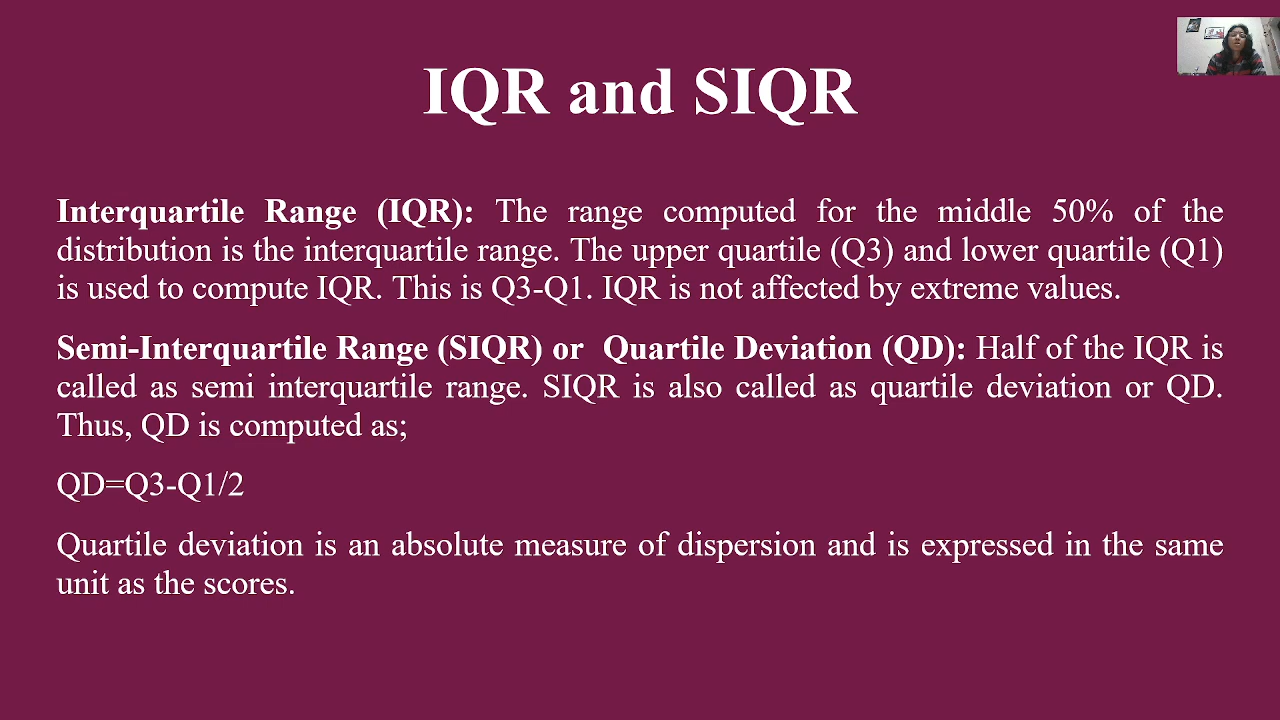 IQR and SIQR
Interquartile Range (IQR): The range computed for the middle 50% of the
distribution is the interquartile range. The upper quartile (Q3) and lower quartile (Q1)
is used to compute IQR. This is Q3-Q1. IQR is not affected by extreme values.
Semi-Interquartile Range (SIQR) or  Quartile Deviation (QD): Half of the IQR is
called as semi interquartile range. SIQR is also called as quartile deviation or QD.
Thus, QD is computed as;
QD=Q3-Q1/2
Quartile deviation is an absolute measure of dispersion and is expressed in the same
unit as the scores.